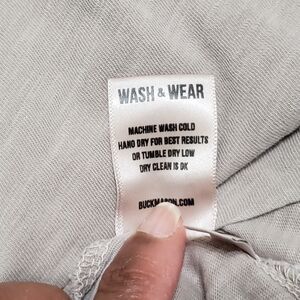 WASH & WEAR
MACHINE WASH COLD
HAND DRY FOR BEST RESULTS
OR TUMBLE DRY LOW
DRY CLEAN IS OK
BUCKMASON.COM